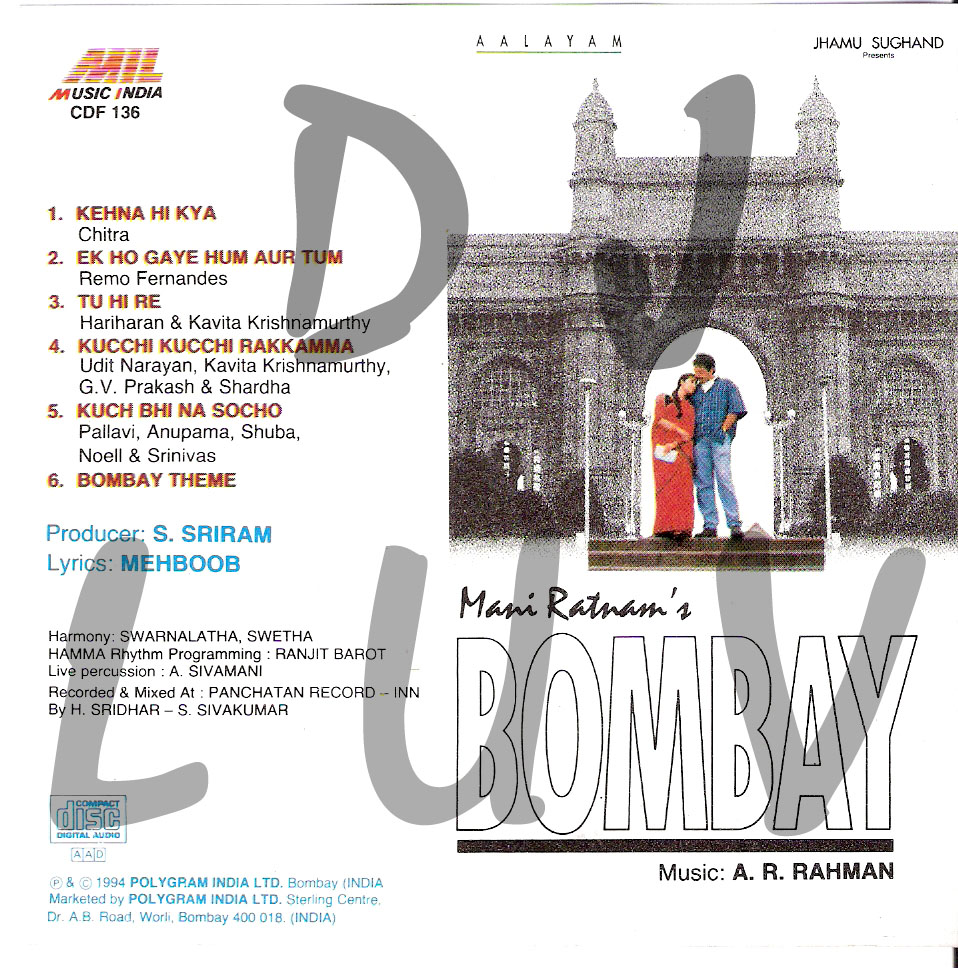 MIL
MUSIC INDIA
CDF 136
1. KEHNA HI KYA
Chitra
2. EK HO GAYE HUM AUR TUM
Remo Fernandes
3. TU HI RE
Hariharan & Kavita Krishnamurthy
4. KUCCHI KUCCHI RAKKAMMA
Udit Narayan, Kavita Krishnamurthy,
G.V. Prakash & Shardha
5. KUCH BHI NA SOCHO
Pallavi, Anupama, Shuba,
Noell & Srinivas
6. BOMBAY THEME
Producer: S. SRIRAM
Lyrics: MEHBOOB
Harmony: SWARNALATHA, SWETHA
HAMMA Rhythm Programming : RANJIT BAROT
Live percussion : A. SIVAMANI
Recorded & Mixed At : PANCHATAN RECORD – INN
By H. SRIDHAR – S. SIVAKUMAR
COMPACT
disc
DIGITAL AUDIO
AAD
℗ & © 1994 POLYGRAM INDIA LTD. Bombay (INDIA
Marketed by POLYGRAM INDIA LTD. Sterling Centre,
Dr. A.B. Road, Worli, Bombay 400 018. (INDIA)
AALAYAM
JHAMU SUGHAND
Presents
Mani Ratnam's
BOMBAY
Music: A. R. RAHMAN
DJ
LUV